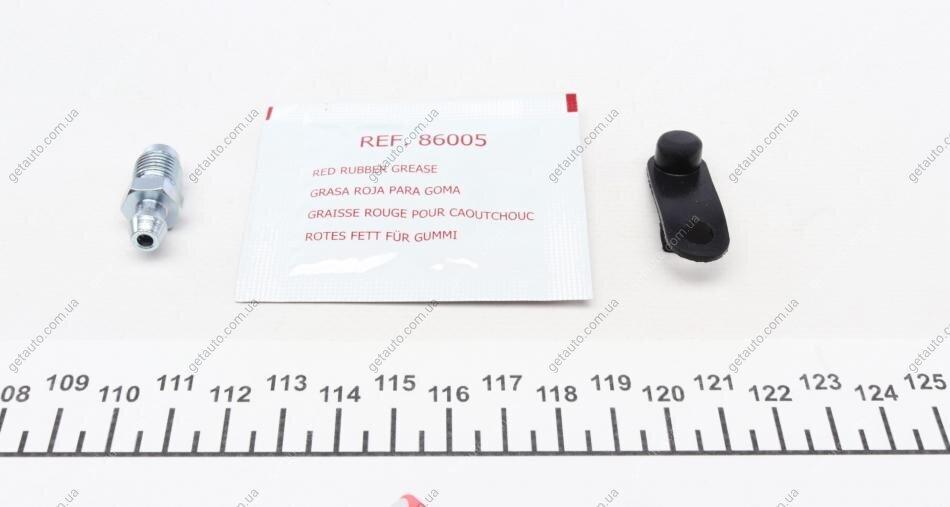 REF. 86005
RED RUBBER GREASE
GRASA ROJA PARA GOMA
GRAISSE ROUGE POUR CAOUTCHOUC
ROTES FETT FÜR GUMMI
08 109 110 111 112 113 114 115 116 117 118 119 120 121 122 123 124 125
getauto.com.ua